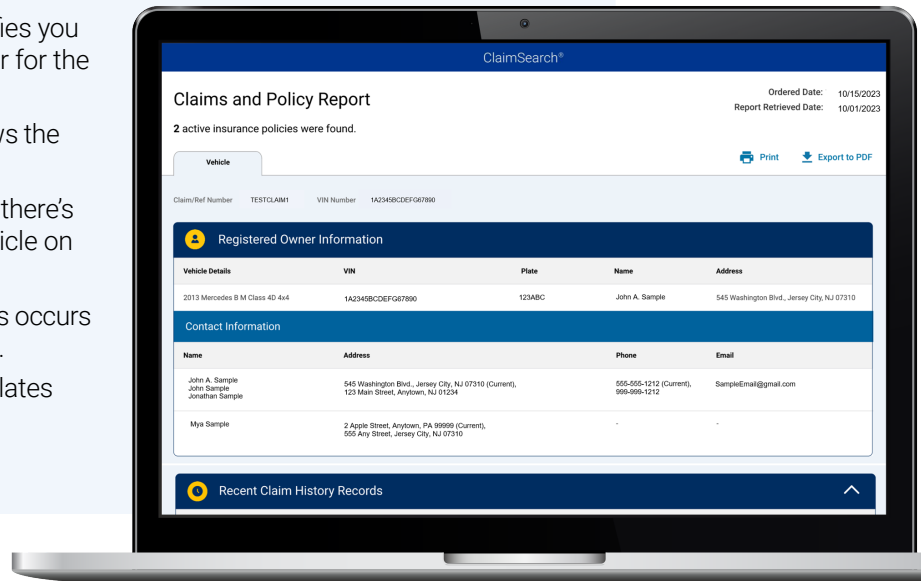 ies you
r for the
ws the
there's
icle on
s occurs
.
lates
ClaimSearch®
Claims and Policy Report
Ordered Date: 10/15/2023
Report Retrieved Date: 10/01/2023
2 active insurance policies were found.
Vehicle
Print Export to PDF
Claim/Ref Number TESTCLAIM1 VIN Number 1A2345BCDEFG67890
Registered Owner Information
Vehicle Details VIN Plate Name Address
2013 Mercedes B M Class 4D 4x4 1A2345BCDEFG67890 123ABC John A. Sample 545 Washington Blvd., Jersey City, NJ 07310
Contact Information
Name Address Phone Email
John A. Sample
John Sample
Jonathan Sample
545 Washington Blvd., Jersey City, NJ 07310 (Current),
123 Main Street, Anytown, NJ 01234
555-555-1212 (Current),
999-999-1212
SampleEmail@gmail.com
Mya Sample
2 Apple Street, Anytown, PA 99999 (Current),
555 Any Street, Jersey City, NJ 07310
- -
Recent Claim History Records